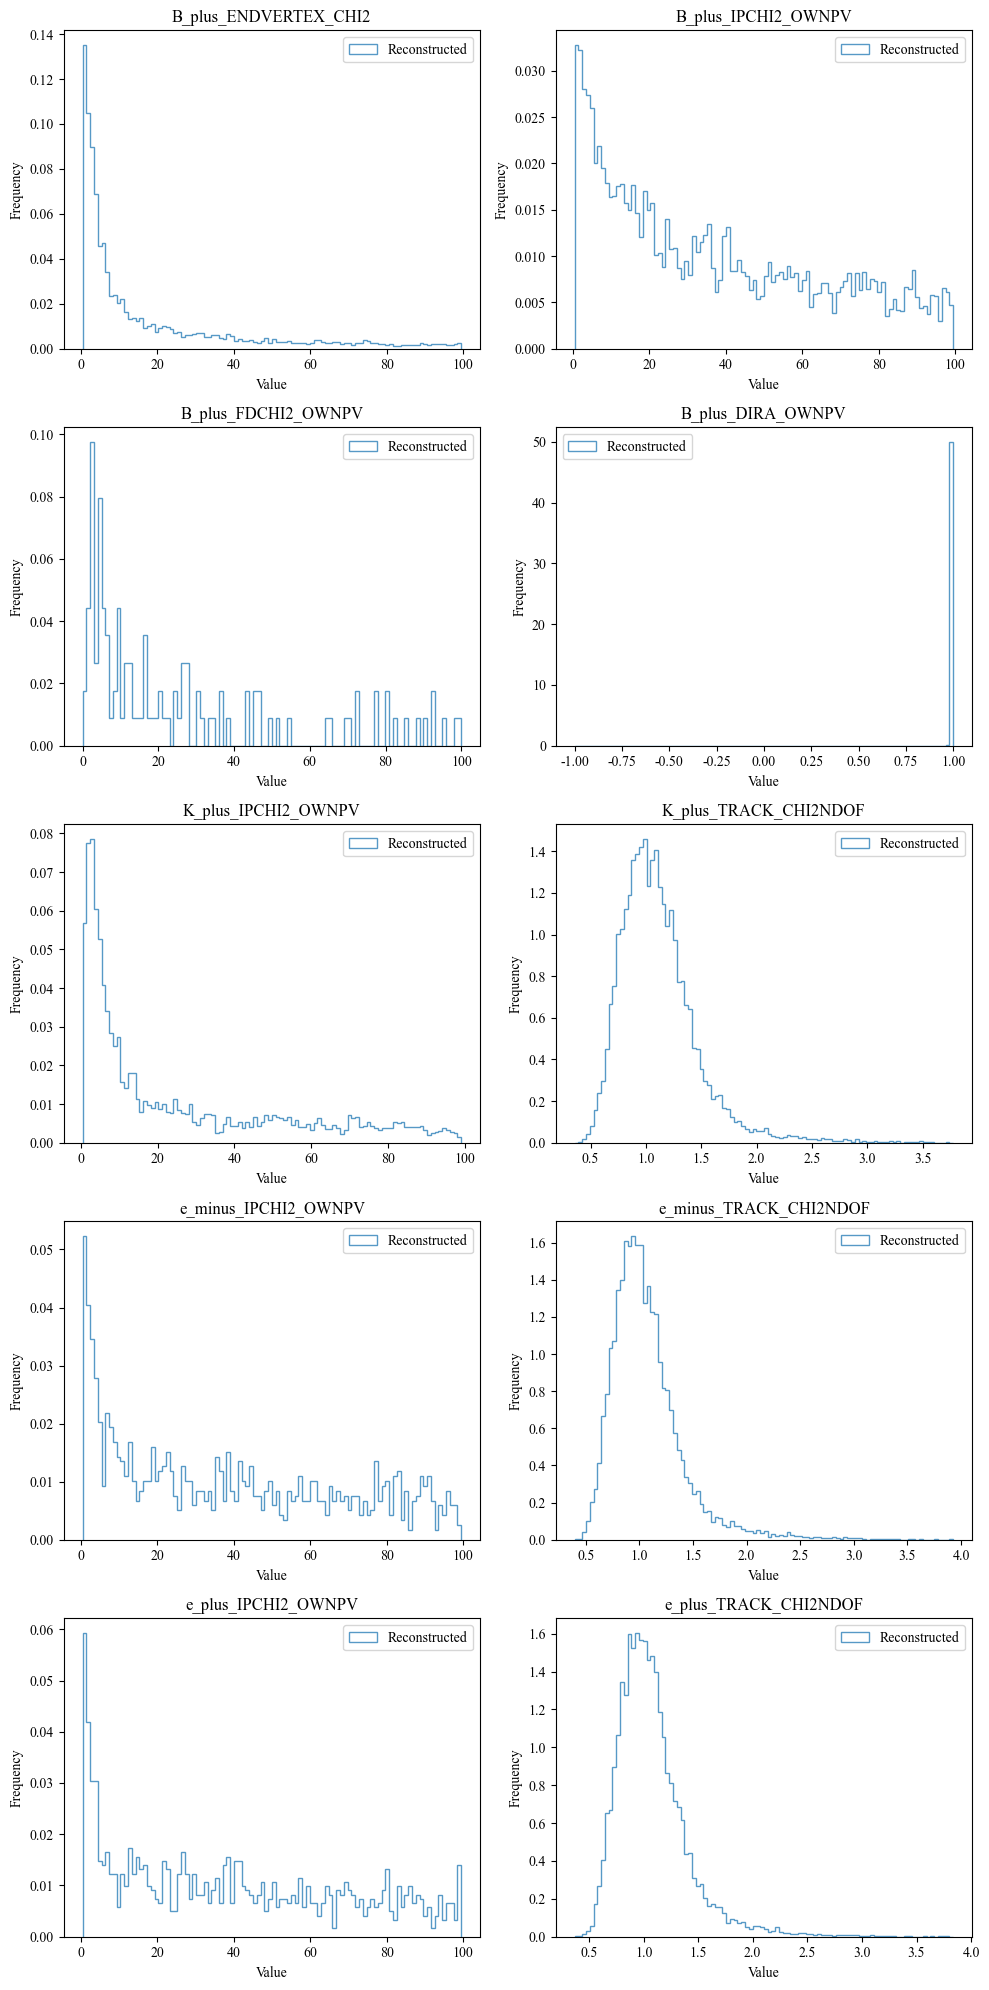 B_plus_ENDVERTEX_CHI2
Reconstructed
0.14
0.12
0.10
0.08
0.06
0.04
0.02
0.00
Frequency
0 20 40 60 80 100
Value
B_plus_IPCHI2_OWNPV
Reconstructed
0.030
0.025
0.020
0.015
0.010
0.005
0.000
Frequency
0 20 40 60 80 100
Value
B_plus_FDCHI2_OWNPV
Reconstructed
0.10
0.08
0.06
0.04
0.02
0.00
Frequency
0 20 40 60 80 100
Value
B_plus_DIRA_OWNPV
Reconstructed
50
40
30
20
10
0
Frequency
-1.00 -0.75 -0.50 -0.25 0.00 0.25 0.50 0.75 1.00
Value
K_plus_IPCHI2_OWNPV
Reconstructed
0.08
0.07
0.06
0.05
0.04
0.03
0.02
0.01
0.00
Frequency
0 20 40 60 80 100
Value
K_plus_TRACK_CHI2NDOF
Reconstructed
1.4
1.2
1.0
0.8
0.6
0.4
0.2
0.0
Frequency
0.5 1.0 1.5 2.0 2.5 3.0 3.5
Value
e_minus_IPCHI2_OWNPV
Reconstructed
0.05
0.04
0.03
0.02
0.01
0.00
Frequency
0 20 40 60 80 100
Value
e_minus_TRACK_CHI2NDOF
Reconstructed
1.6
1.4
1.2
1.0
0.8
0.6
0.4
0.2
0.0
Frequency
0.5 1.0 1.5 2.0 2.5 3.0 3.5 4.0
Value
e_plus_IPCHI2_OWNPV
Reconstructed
0.06
0.05
0.04
0.03
0.02
0.01
0.00
Frequency
0 20 40 60 80 100
Value
e_plus_TRACK_CHI2NDOF
Reconstructed
1.6
1.4
1.2
1.0
0.8
0.6
0.4
0.2
0.0
Frequency
0.5 1.0 1.5 2.0 2.5 3.0 3.5 4.0
Value